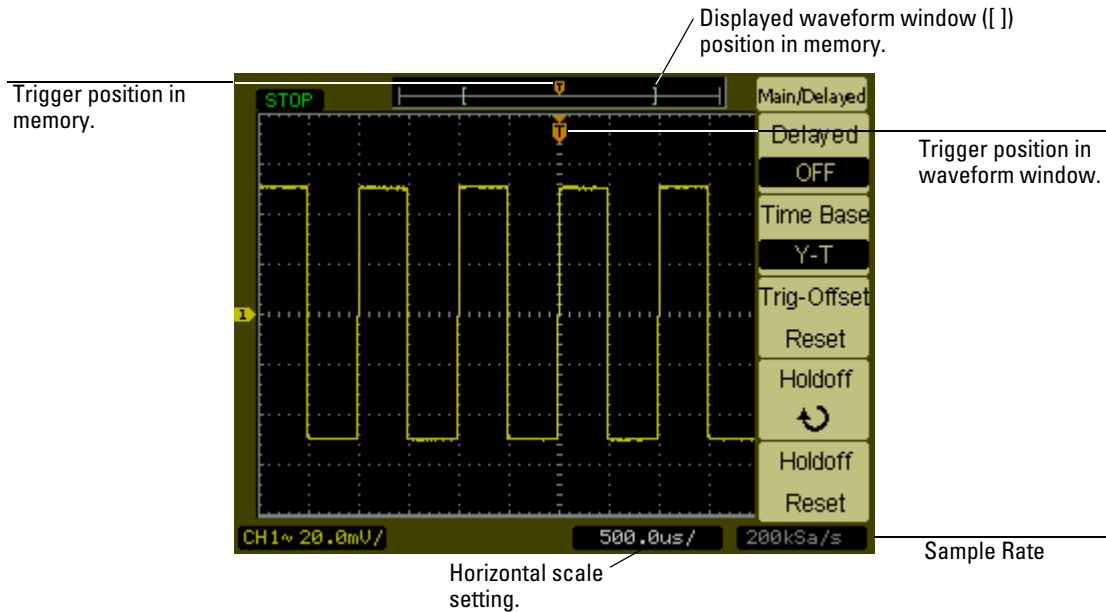 Displayed waveform window ([ ])
position in memory.
Trigger position in
memory.
STOP
T
Main/Delayed
T
Delayed
OFF
Trigger position in
waveform window.
Time Base
Y-T
Trig-Offset
Reset
1
Holdoff
Holdoff
Reset
CH1~ 20.0mV/
500.0us/
200kSa/s
Sample Rate
Horizontal scale
setting.